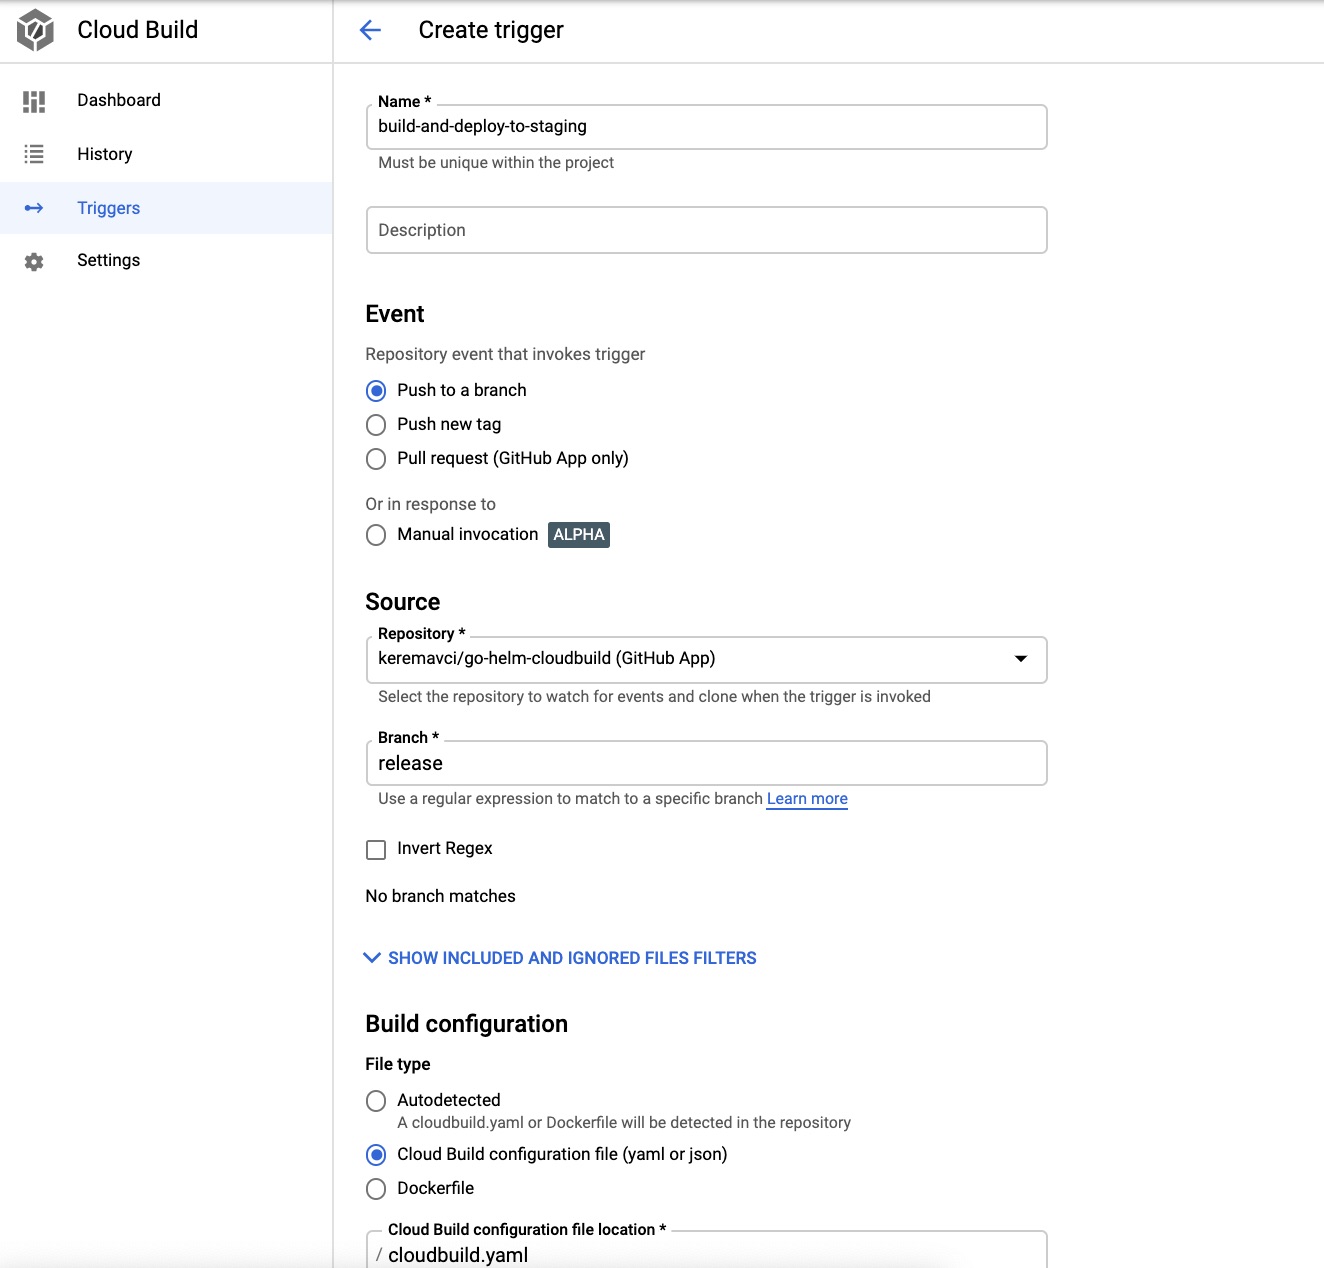 Cloud Build
Create trigger
Dashboard
History
Triggers
Settings
Name *
build-and-deploy-to-staging
Must be unique within the project
Description
Event
Repository event that invokes trigger
Push to a branch
Push new tag
Pull request (GitHub App only)
Or in response to
Manual invocation ALPHA
Source
Repository *
keremavci/go-helm-cloudbuild (GitHub App)
Select the repository to watch for events and clone when the trigger is invoked
Branch *
release
Use a regular expression to match to a specific branch Learn more
Invert Regex
No branch matches
SHOW INCLUDED AND IGNORED FILES FILTERS
Build configuration
File type
Autodetected
A cloudbuild.yaml or Dockerfile will be detected in the repository
Cloud Build configuration file (yaml or json)
Dockerfile
Cloud Build configuration file location *
/ cloudbuild.yaml